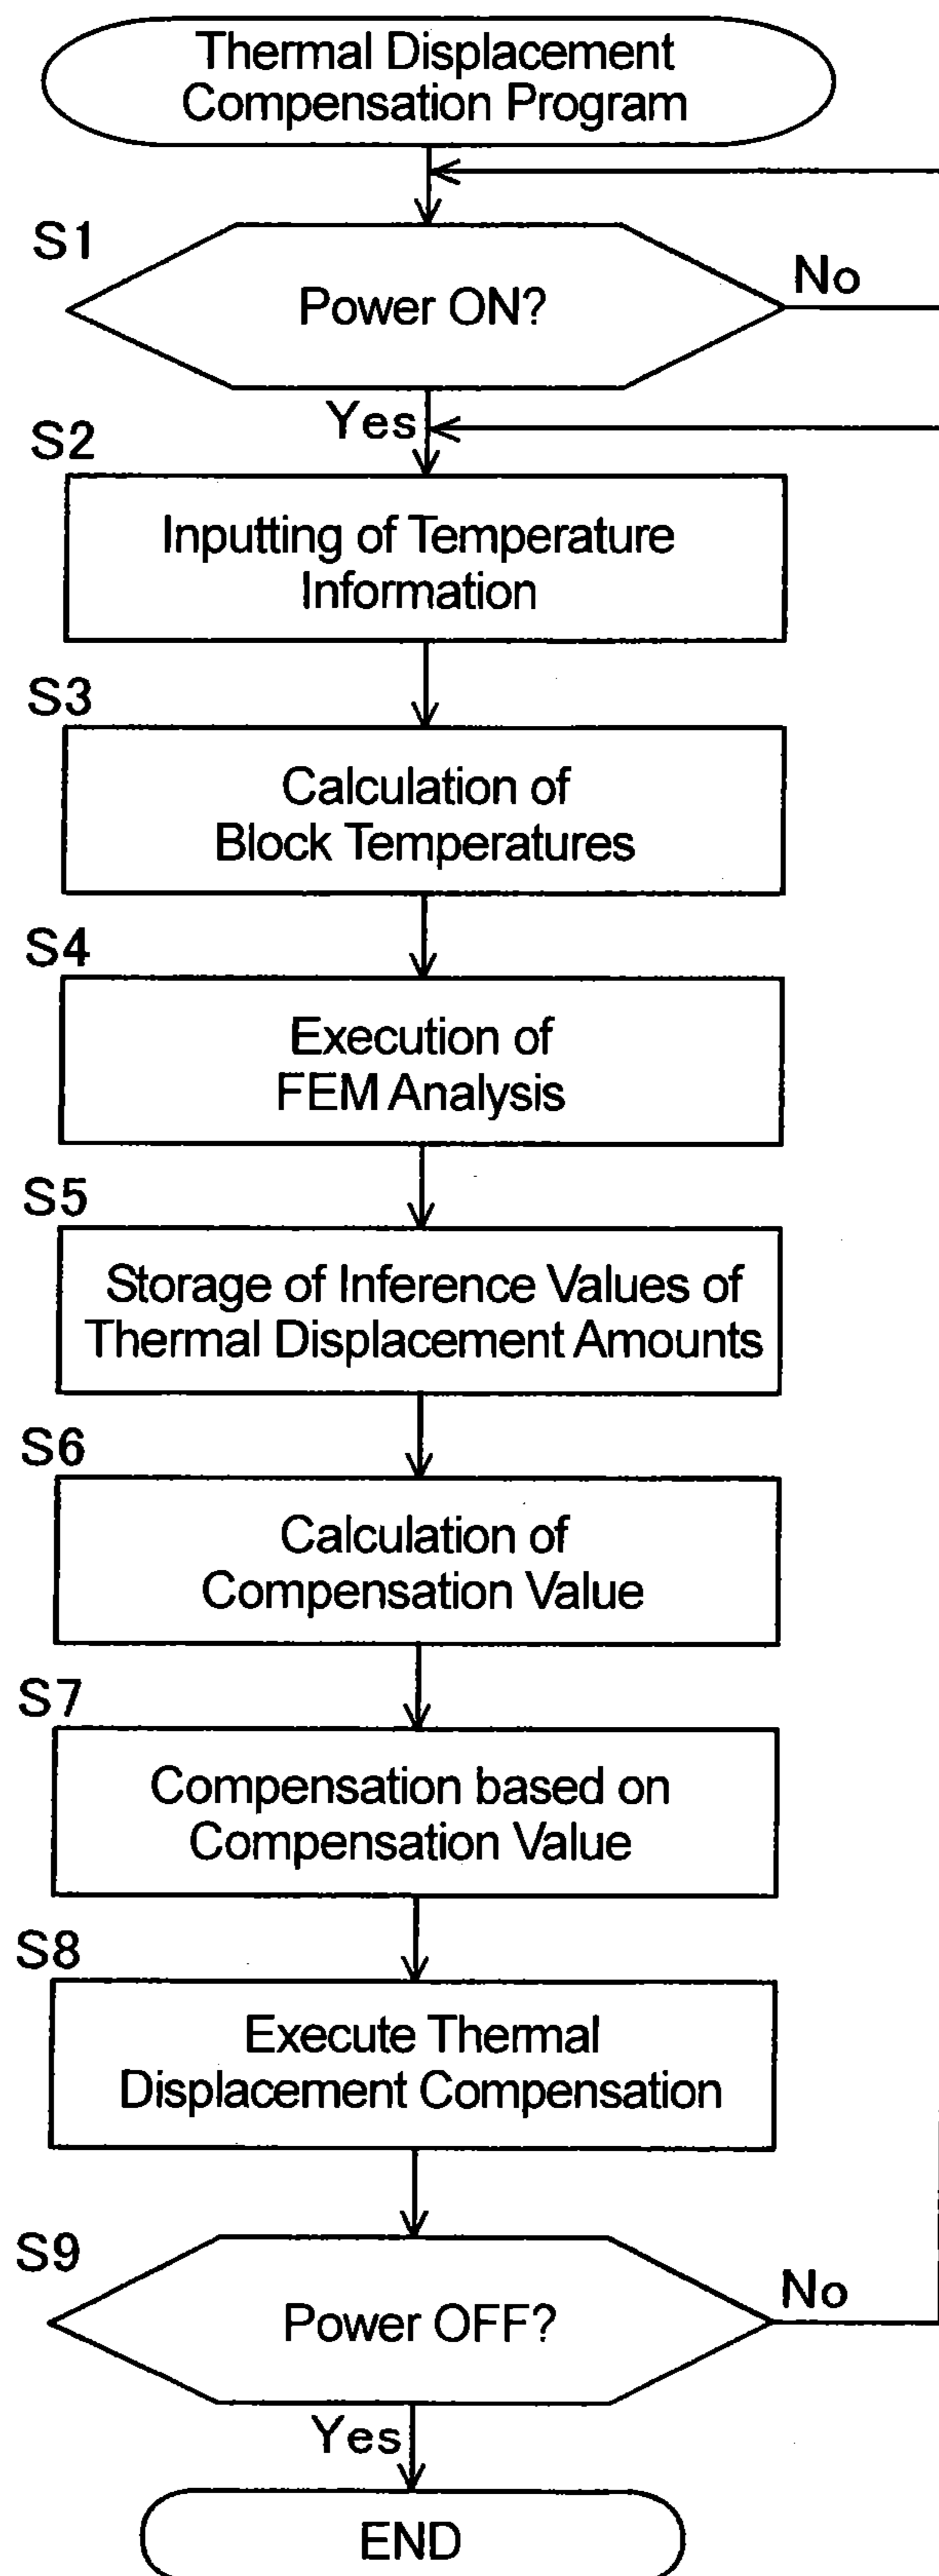 Thermal Displacement
Compensation Program
S1
Power ON?
No
Yes
S2
Inputting of Temperature
Information
S3
Calculation of
Block Temperatures
S4
Execution of
FEM Analysis
S5
Storage of Inference Values of
Thermal Displacement Amounts
S6
Calculation of
Compensation Value
S7
Compensation based on
Compensation Value
S8
Execute Thermal
Displacement Compensation
S9
Power OFF?
No
Yes
END